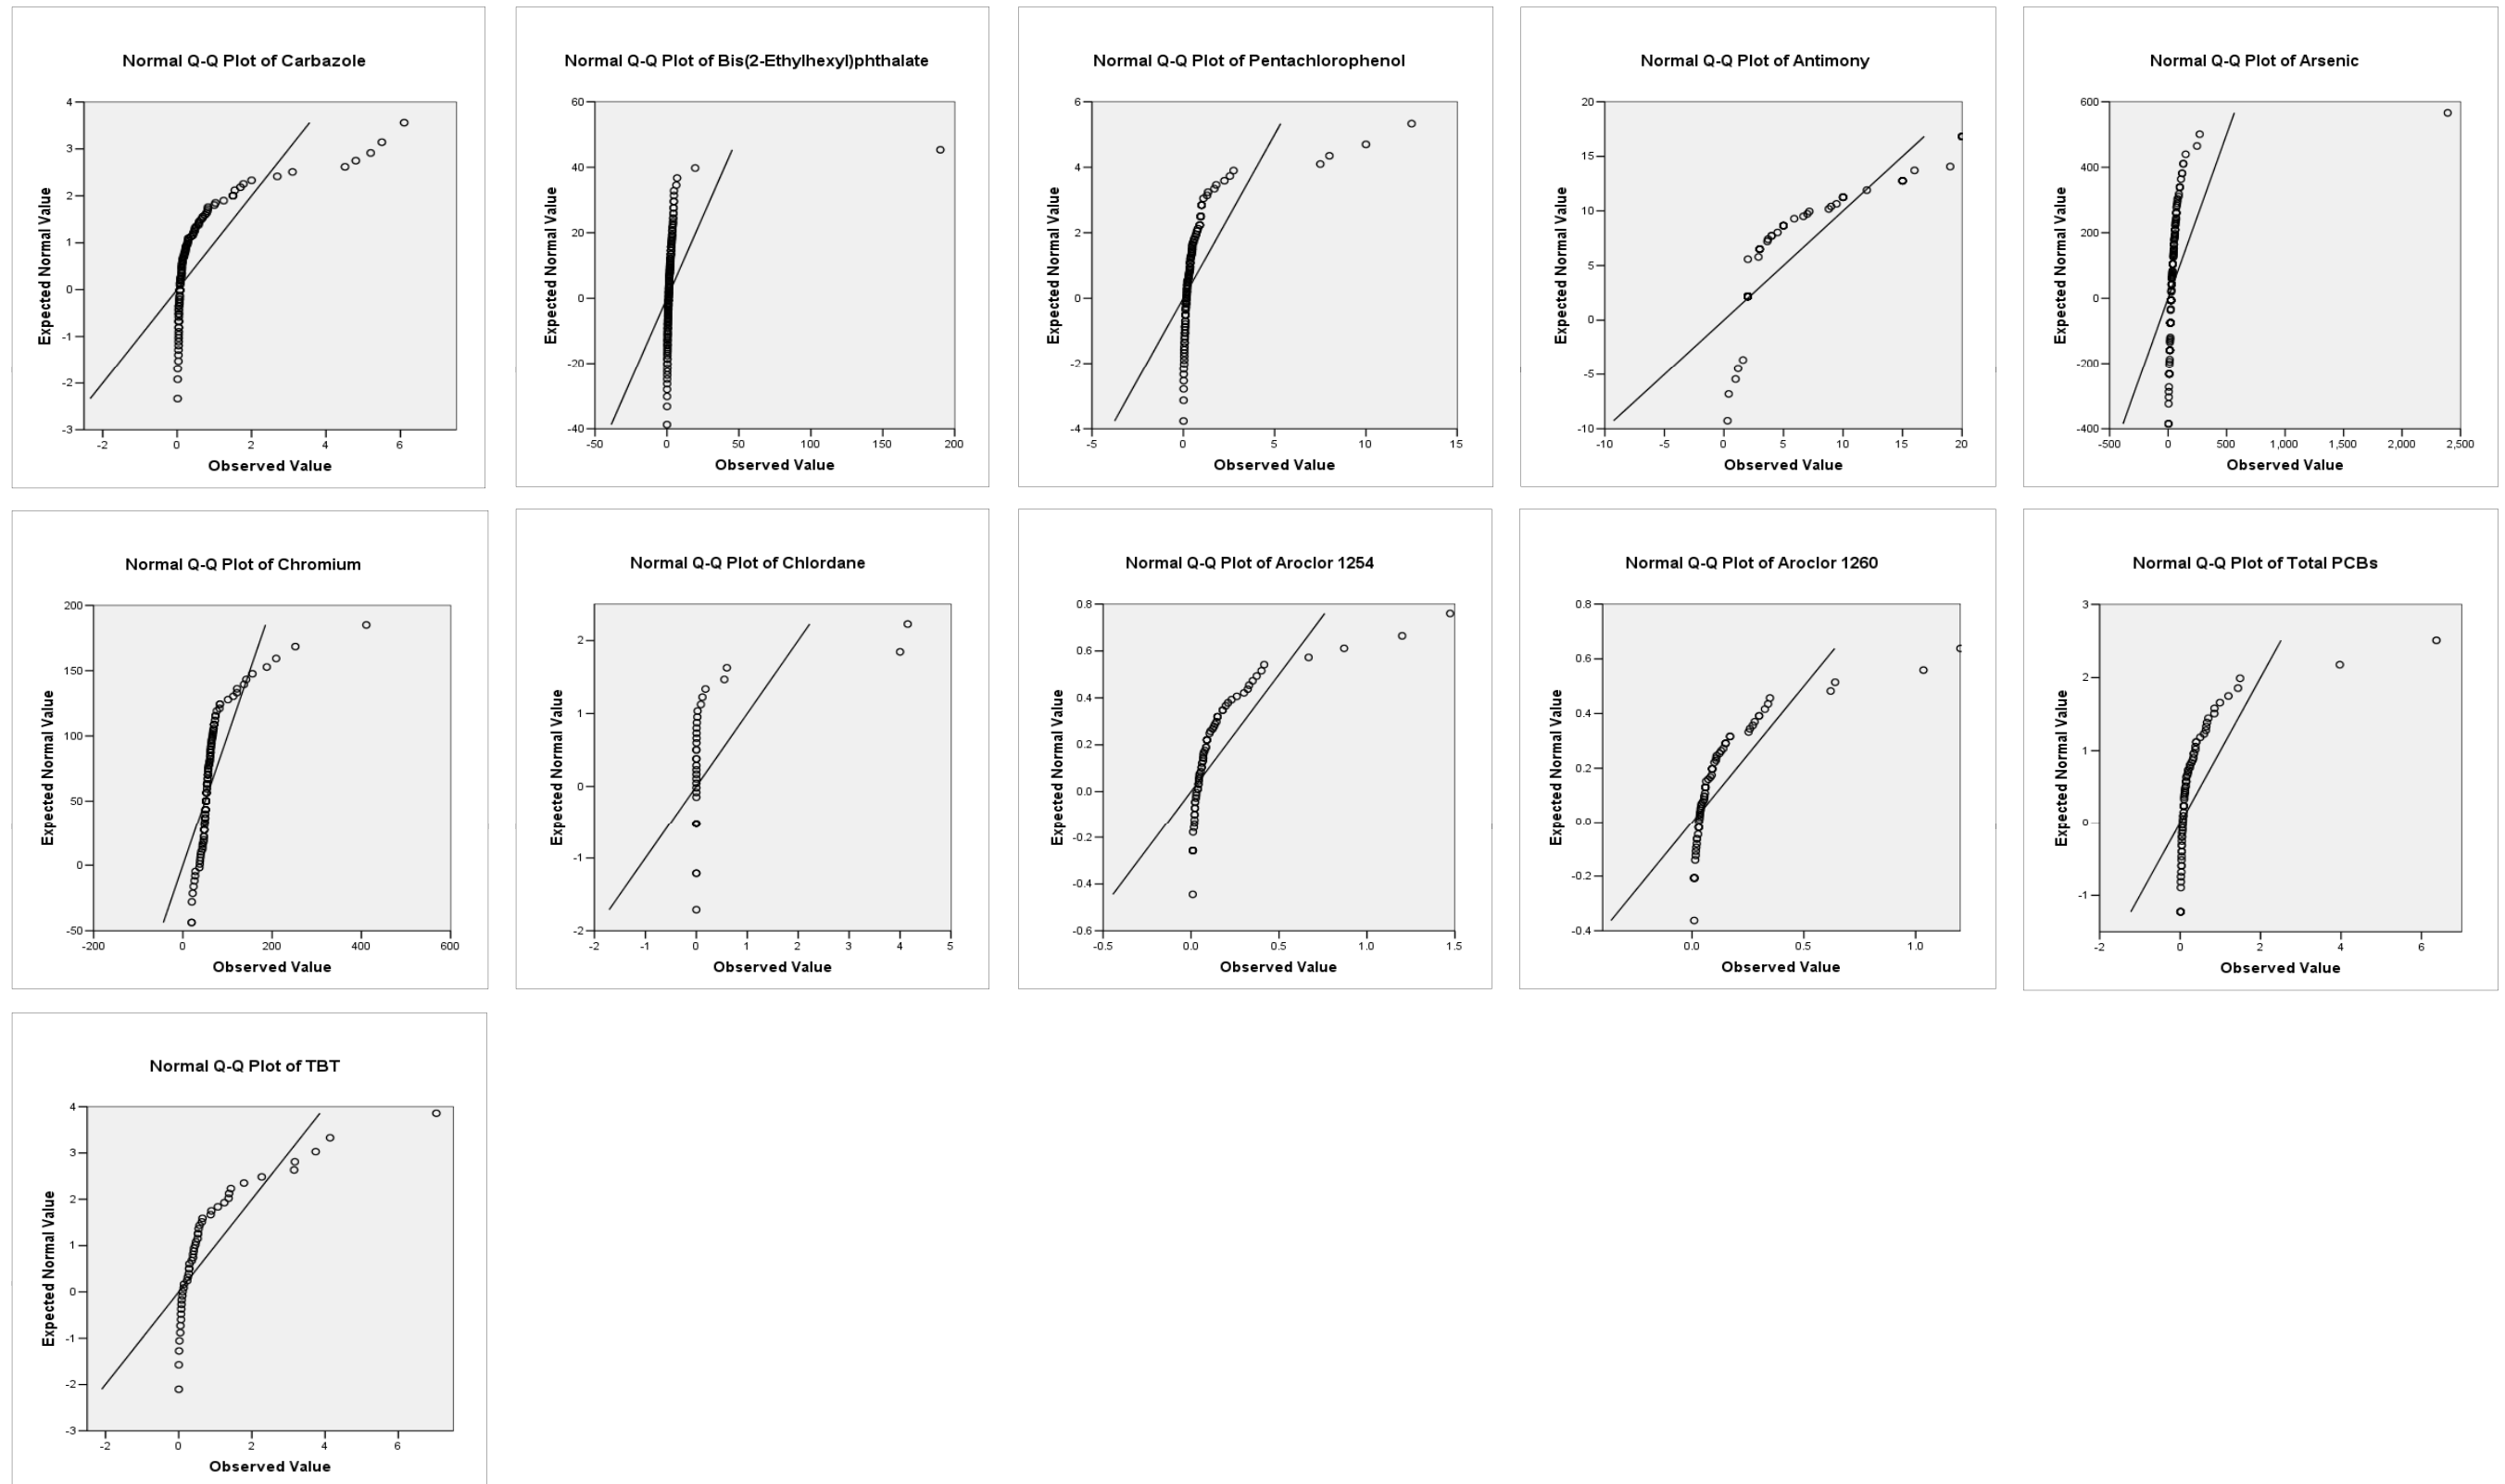 Normal Q-Q Plot of Carbazole
Expected Normal Value
4
3
2
1
0
-1
-2
-3
-2 0 2 4 6
Observed Value
Normal Q-Q Plot of Bis(2-Ethylhexyl)phthalate
Expected Normal Value
60
40
20
0
-20
-40
-50 0 50 100 150 200
Observed Value
Normal Q-Q Plot of Pentachlorophenol
Expected Normal Value
6
4
2
0
-2
-4
-5 0 5 10 15
Observed Value
Normal Q-Q Plot of Antimony
Expected Normal Value
20
15
10
5
0
-5
-10
-10 -5 0 5 10 15 20
Observed Value
Normal Q-Q Plot of Arsenic
Expected Normal Value
600
400
200
0
-200
-400
-500 0 500 1,000 1,500 2,000 2,500
Observed Value
Normal Q-Q Plot of Chromium
Expected Normal Value
200
150
100
50
0
-50
-200 0 200 400 600
Observed Value
Normal Q-Q Plot of Chlordane
Expected Normal Value
2
1
0
-1
-2
-2 -1 0 1 2 3 4 5
Observed Value
Normal Q-Q Plot of Aroclor 1254
Expected Normal Value
0.8
0.6
0.4
0.2
0.0
-0.2
-0.4
-0.6
-0.5 0.0 0.5 1.0 1.5
Observed Value
Normal Q-Q Plot of Aroclor 1260
Expected Normal Value
0.8
0.6
0.4
0.2
0.0
-0.2
-0.4
0.0 0.5 1.0
Observed Value
Normal Q-Q Plot of Total PCBs
Expected Normal Value
3
2
1
0
-1
-2 0 2 4 6
Observed Value
Normal Q-Q Plot of TBT
Expected Normal Value
4
3
2
1
0
-1
-2
-3
-2 0 2 4 6
Observed Value